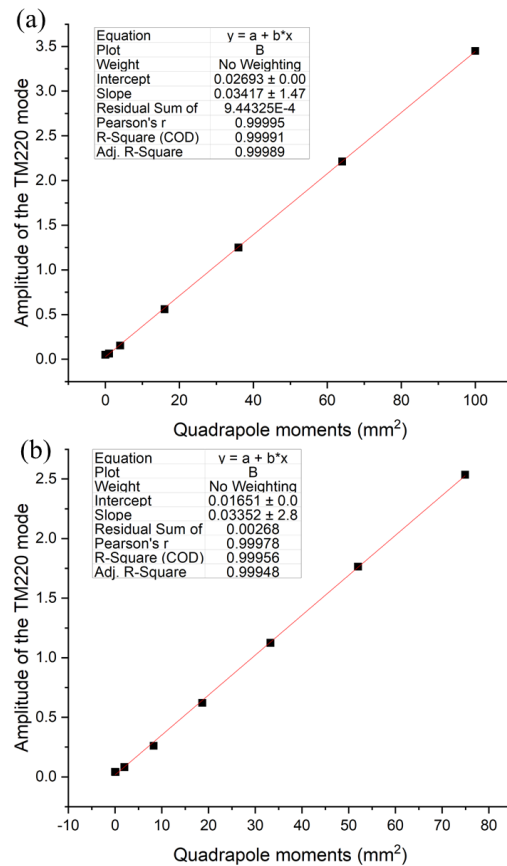 (a)
Equation y = a + b*x
Plot B
Weight No Weighting
Intercept 0.02693 ± 0.00
Slope 0.03417 ± 1.47
Residual Sum of 9.44325E-4
Pearson's r 0.99995
R-Square (COD) 0.99991
Adj. R-Square 0.99989
Amplitude of the TM220 mode
3.5
3.0
2.5
2.0
1.5
1.0
0.5
0.0
0 20 40 60 80 100
Quadrapole moments (mm²)
(b)
Equation y = a + b*x
Plot B
Weight No Weighting
Intercept 0.01651 ± 0.0
Slope 0.03352 ± 2.8
Residual Sum of 0.00268
Pearson's r 0.99978
R-Square (COD) 0.99956
Adj. R-Square 0.99948
Amplitude of the TM220 mode
2.5
2.0
1.5
1.0
0.5
0.0
-10 0 10 20 30 40 50 60 70 80
Quadrapole moments (mm²)